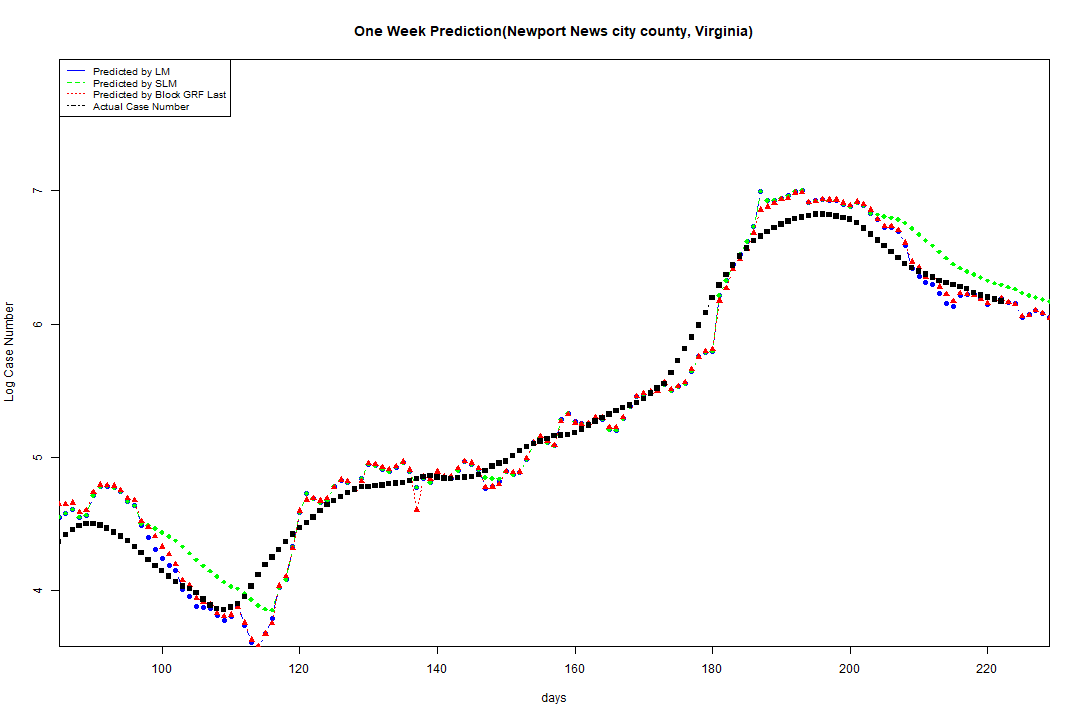 One Week Prediction(Newport News city county, Virginia)
Predicted by LM
Predicted by SLM
Predicted by Block GRF Last
Actual Case Number
Log Case Number
7
6
5
4
100 120 140 160 180 200 220
days